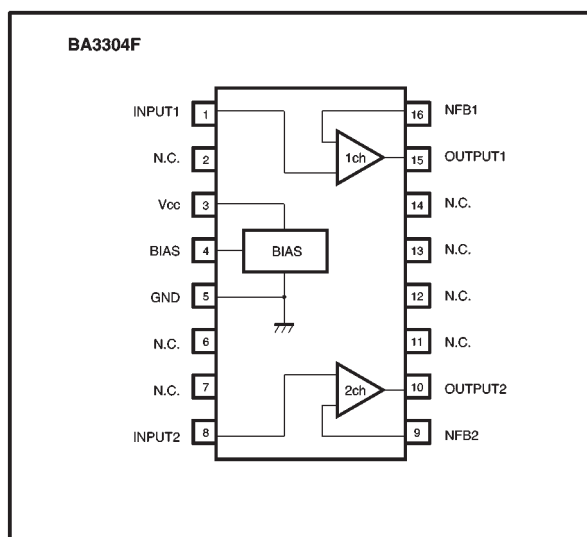 BA3304F
INPUT1 1 16 NFB1
N.C. 2 1ch 15 OUTPUT1
Vcc 3 14 N.C.
BIAS 4 BIAS 13 N.C.
GND 5 12 N.C.
N.C. 6 11 N.C.
N.C. 7 2ch 10 OUTPUT2
INPUT2 8 9 NFB2